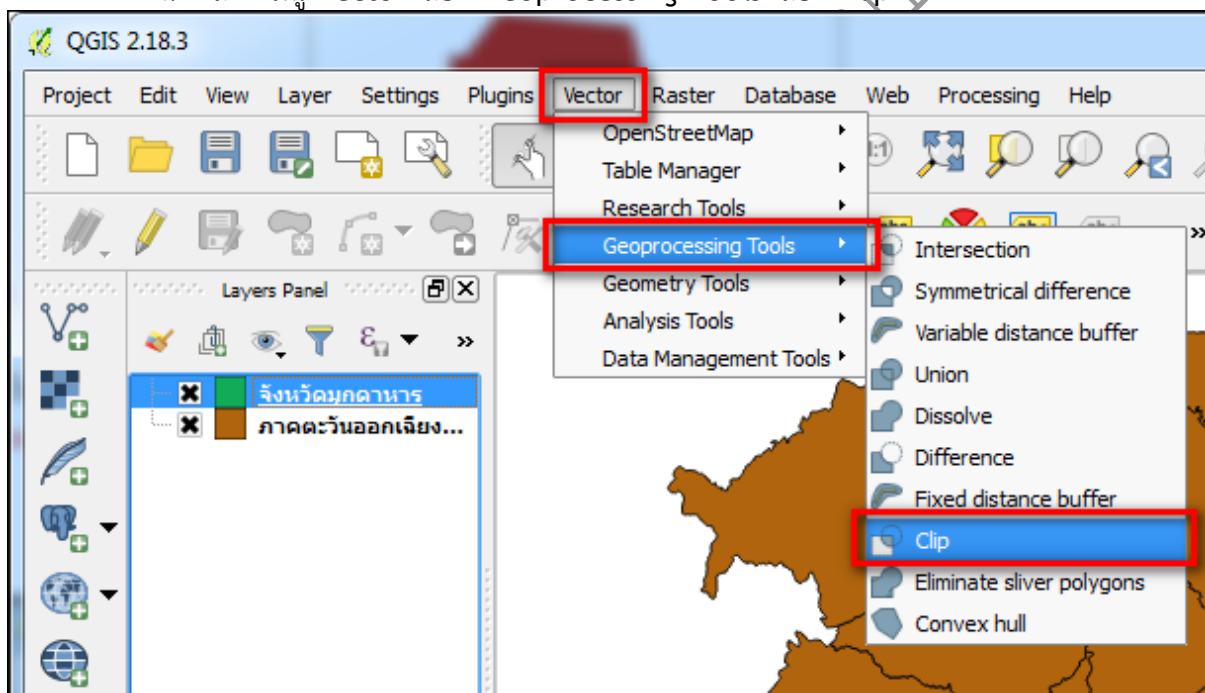 QGIS 2.18.3
Project Edit View Layer Settings Plugins Vector Raster Database Web Processing Help
OpenStreetMap
Table Manager
Research Tools
Geoprocessing Tools
Geometry Tools
Analysis Tools
Data Management Tools
Intersection
Symmetrical difference
Variable distance buffer
Union
Dissolve
Difference
Fixed distance buffer
Clip
Eliminate sliver polygons
Convex hull
Layers Panel
จังหวัดมุกดาหาร
ภาคตะวันออกเฉียง...